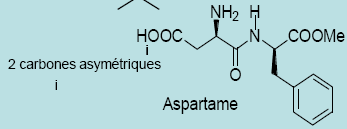 NH2 H
HOOC N COOMe
i
2 carbones asymétriques
O
i
Aspartame